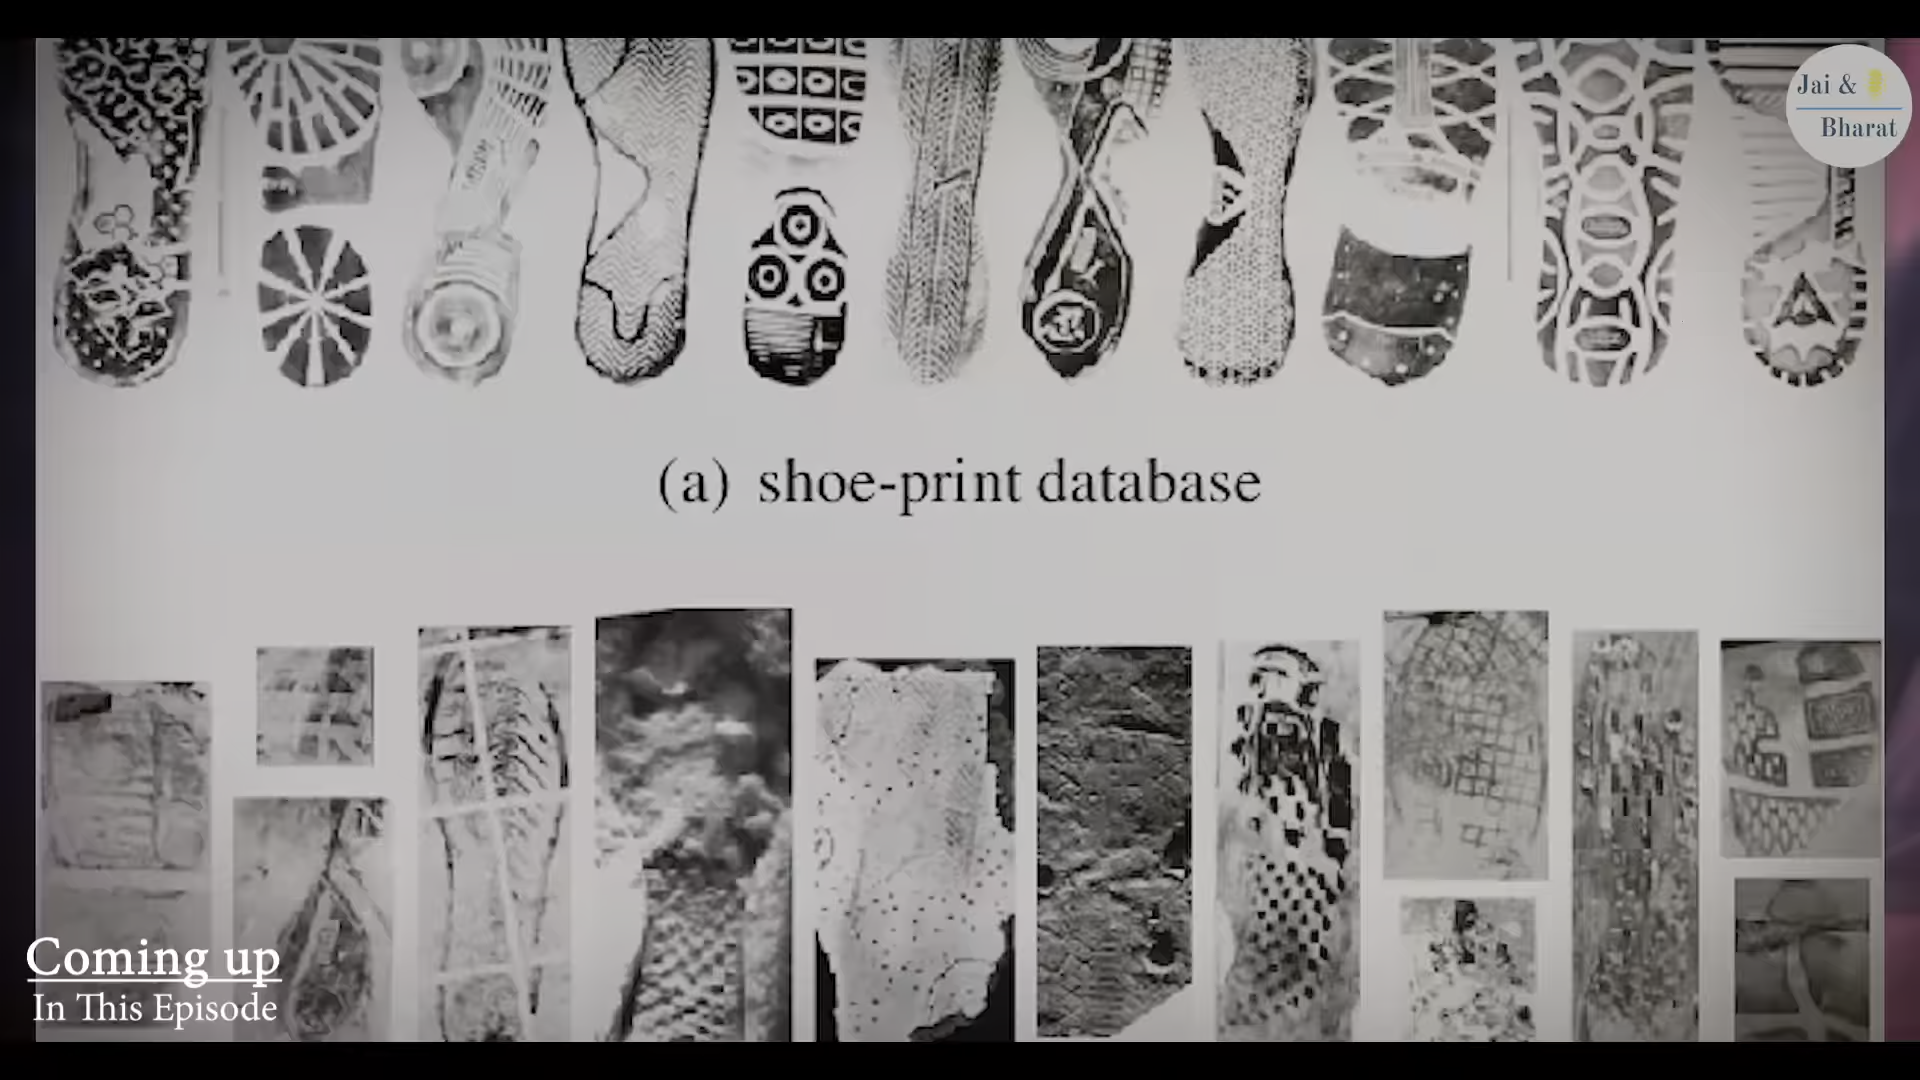 Jai &
Bharat
(a) shoe-print database
Coming up
In This Episode